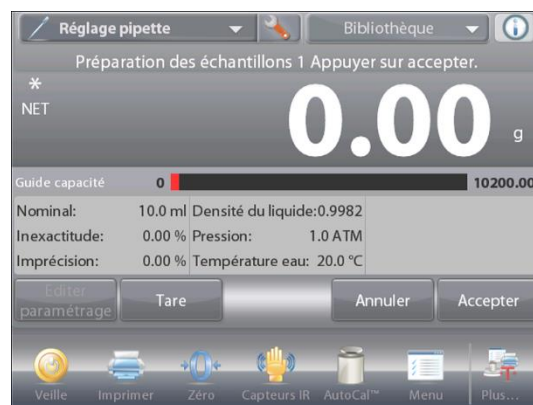 Réglage pipette
Bibliothèque
Préparation des échantillons 1 Appuyer sur accepter.
*
NET
0.00 g
Guide capacité 0 10200.00
Nominal: 10.0 ml Densité du liquide:0.9982
Inexactitude: 0.00 % Pression: 1.0 ATM
Imprécision: 0.00 % Température eau: 20.0 °C
Editer paramétrage
Tare
Annuler
Accepter
Veille
Imprimer
Zéro
Capteurs IR
AutoCal™
Menu
Plus...